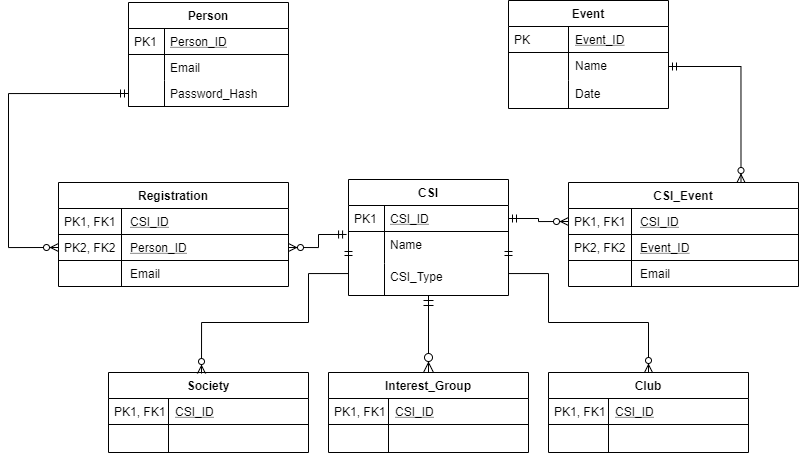 Person
PK1 Person_ID
Email
Password_Hash
Event
PK Event_ID
Name
Date
Registration
PK1, FK1 CSI_ID
PK2, FK2 Person_ID
Email
CSI
PK1 CSI_ID
Name
CSI_Type
CSI_Event
PK1, FK1 CSI_ID
PK2, FK2 Event_ID
Email
Society
PK1, FK1 CSI_ID
Interest_Group
PK1, FK1 CSI_ID
Club
PK1, FK1 CSI_ID